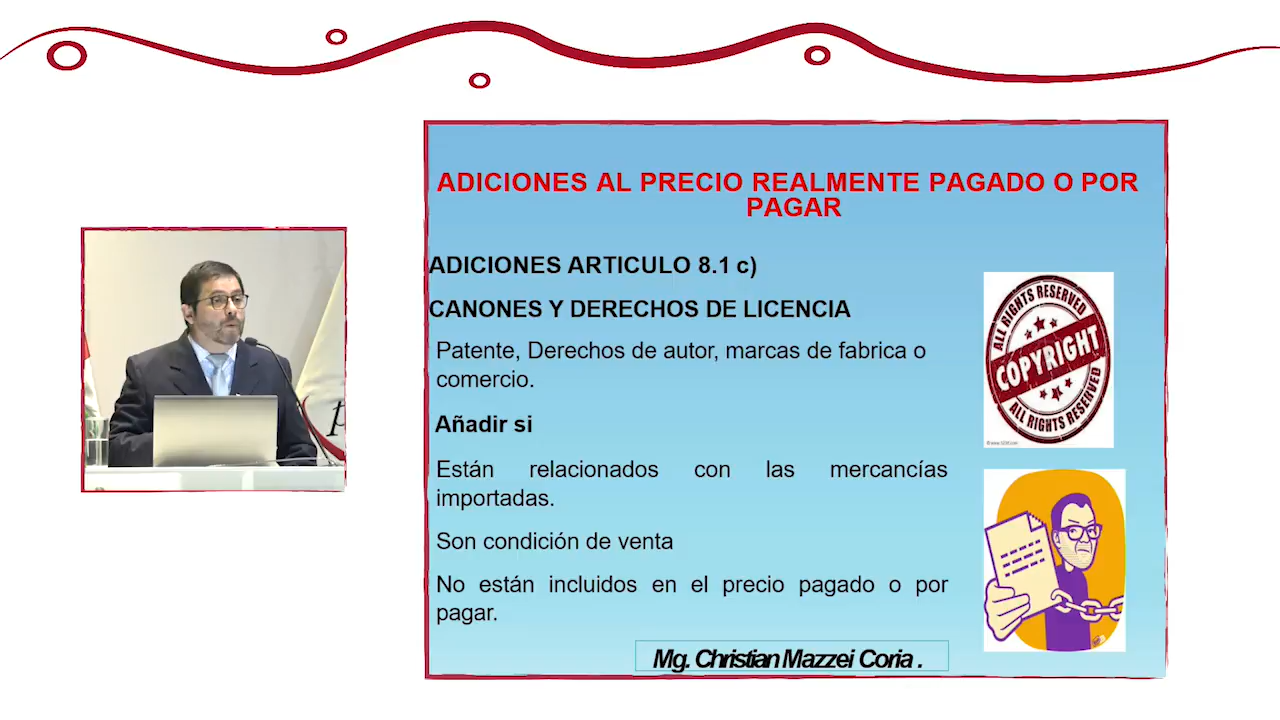 ADICIONES AL PRECIO REALMENTE PAGADO O POR
PAGAR
ADICIONES ARTICULO 8.1 c)
CANONES Y DERECHOS DE LICENCIA
Patente, Derechos de autor, marcas de fabrica o
comercio.
Añadir si
Están relacionados con las mercancías
importadas.
Son condición de venta
No están incluidos en el precio pagado o por
pagar.
Mg. Christian Mazzei Coria .
ALL RIGHTS RESERVED
COPYRIGHT
ALL RIGHTS RESERVED